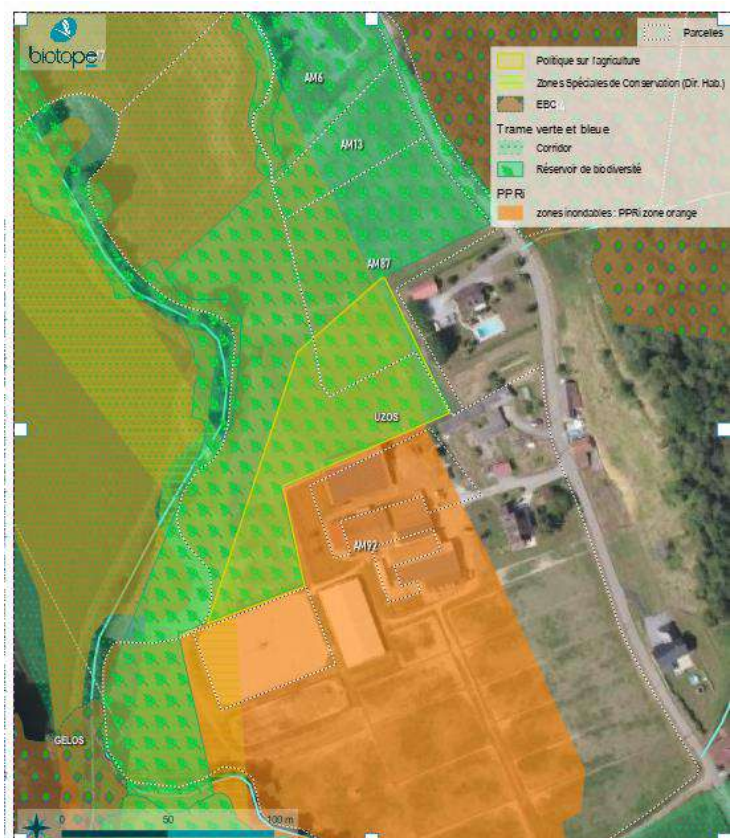 biotope
Parcelles
Politique sur l'agriculture
Zones Spéciales de Conservation (Dir. Hab.)
EBC
Trame verte et bleue
Corridor
Réservoir de biodiversité
PPRi
zones inondables : PPRi zone orange
AM6
AM13
AM87
UZOS
AM92
GELOS
0 50 100 m